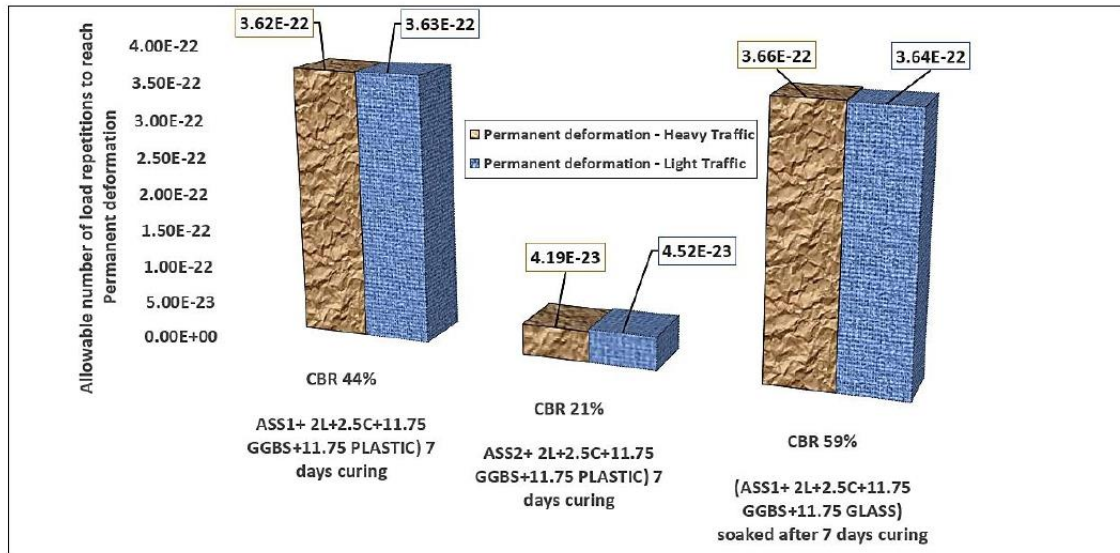 Allowable number of load repetitions to reach
Permanent deformation
4.00E-22
3.50E-22
3.00E-22
2.50E-22
2.00E-22
1.50E-22
1.00E-22
5.00E-23
0.00E+00
3.62E-22
3.63E-22
Permanent deformation - Heavy Traffic
Permanent deformation - Light Traffic
4.19E-23
4.52E-23
3.66E-22
3.64E-22
CBR 44%
ASS1+ 2L+2.5C+11.75
GGBS+11.75 PLASTIC) 7
days curing
CBR 21%
ASS2+ 2L+2.5C+11.75
GGBS+11.75 PLASTIC) 7
days curing
CBR 59%
(ASS1+ 2L+2.5C+11.75
GGBS+11.75 GLASS)
soaked after 7 days curing